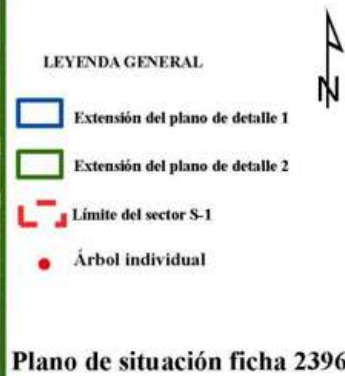 N
LEYENDA GENERAL
Extensión del plano de detalle 1
Extensión del plano de detalle 2
Límite del sector S-1
Árbol individual
Plano de situación ficha 2396